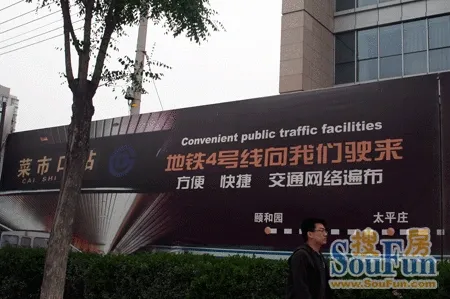 Convenient public traffic facilities
菜市口站
CAI SHI
地铁4号线向我们驶来
方便 快捷 交通网络遍布
颐和园 太平庄
搜房
SouFun
www.SouFun.com